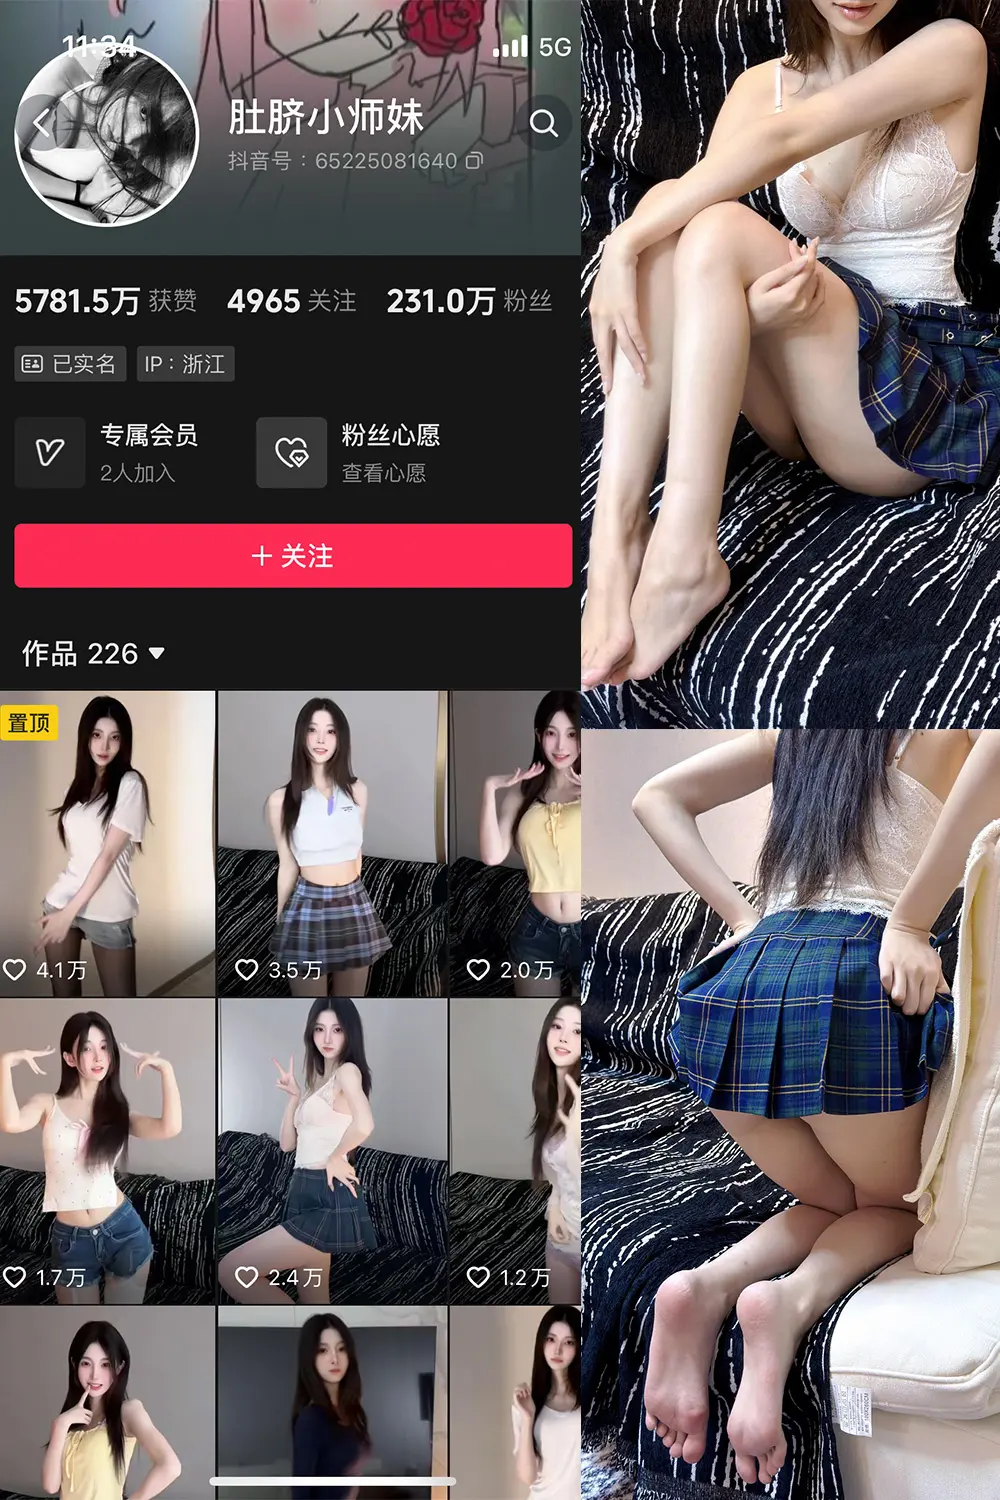 11:34
5G
肚脐小师妹
抖音号：65225081640
5781.5万 获赞 4965 关注 231.0万 粉丝
已实名 IP：浙江
专属会员 粉丝心愿
2人加入 查看心愿
+ 关注
作品 226
置顶
4.1万 3.5万 2.0万
1.7万 2.4万 1.2万